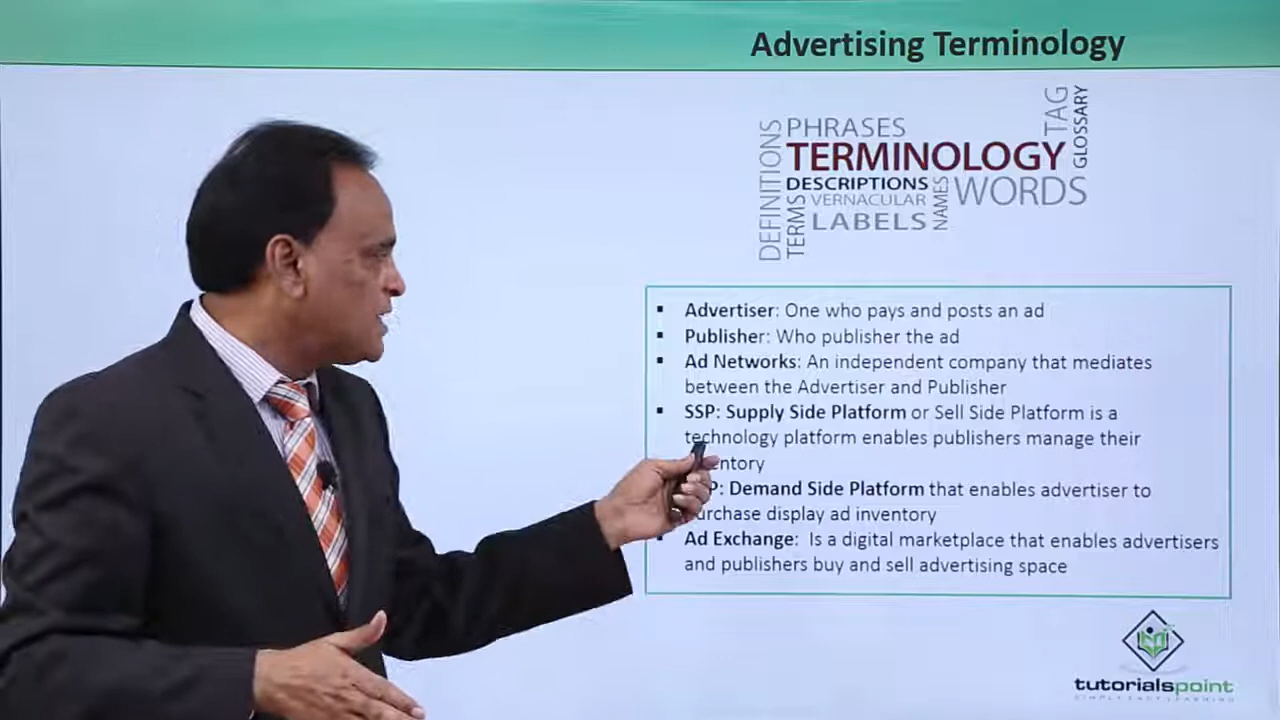 Advertising Terminology
DEFINITIONS
TERMS
PHRASES
TERMINOLOGY
DESCRIPTIONS
VERNACULAR
LABELS
NAMES
WORDS
TAG
GLOSSARY
▪ Advertiser: One who pays and posts an ad
▪ Publisher: Who publisher the ad
▪ Ad Networks: An independent company that mediates
between the Advertiser and Publisher
▪ SSP: Supply Side Platform or Sell Side Platform is a
technology platform enables publishers manage their
entory
P: Demand Side Platform that enables advertiser to
urchase display ad inventory
▪ Ad Exchange: Is a digital marketplace that enables advertisers
and publishers buy and sell advertising space
tutorialspoint
SIMPLY EASY LEARNING